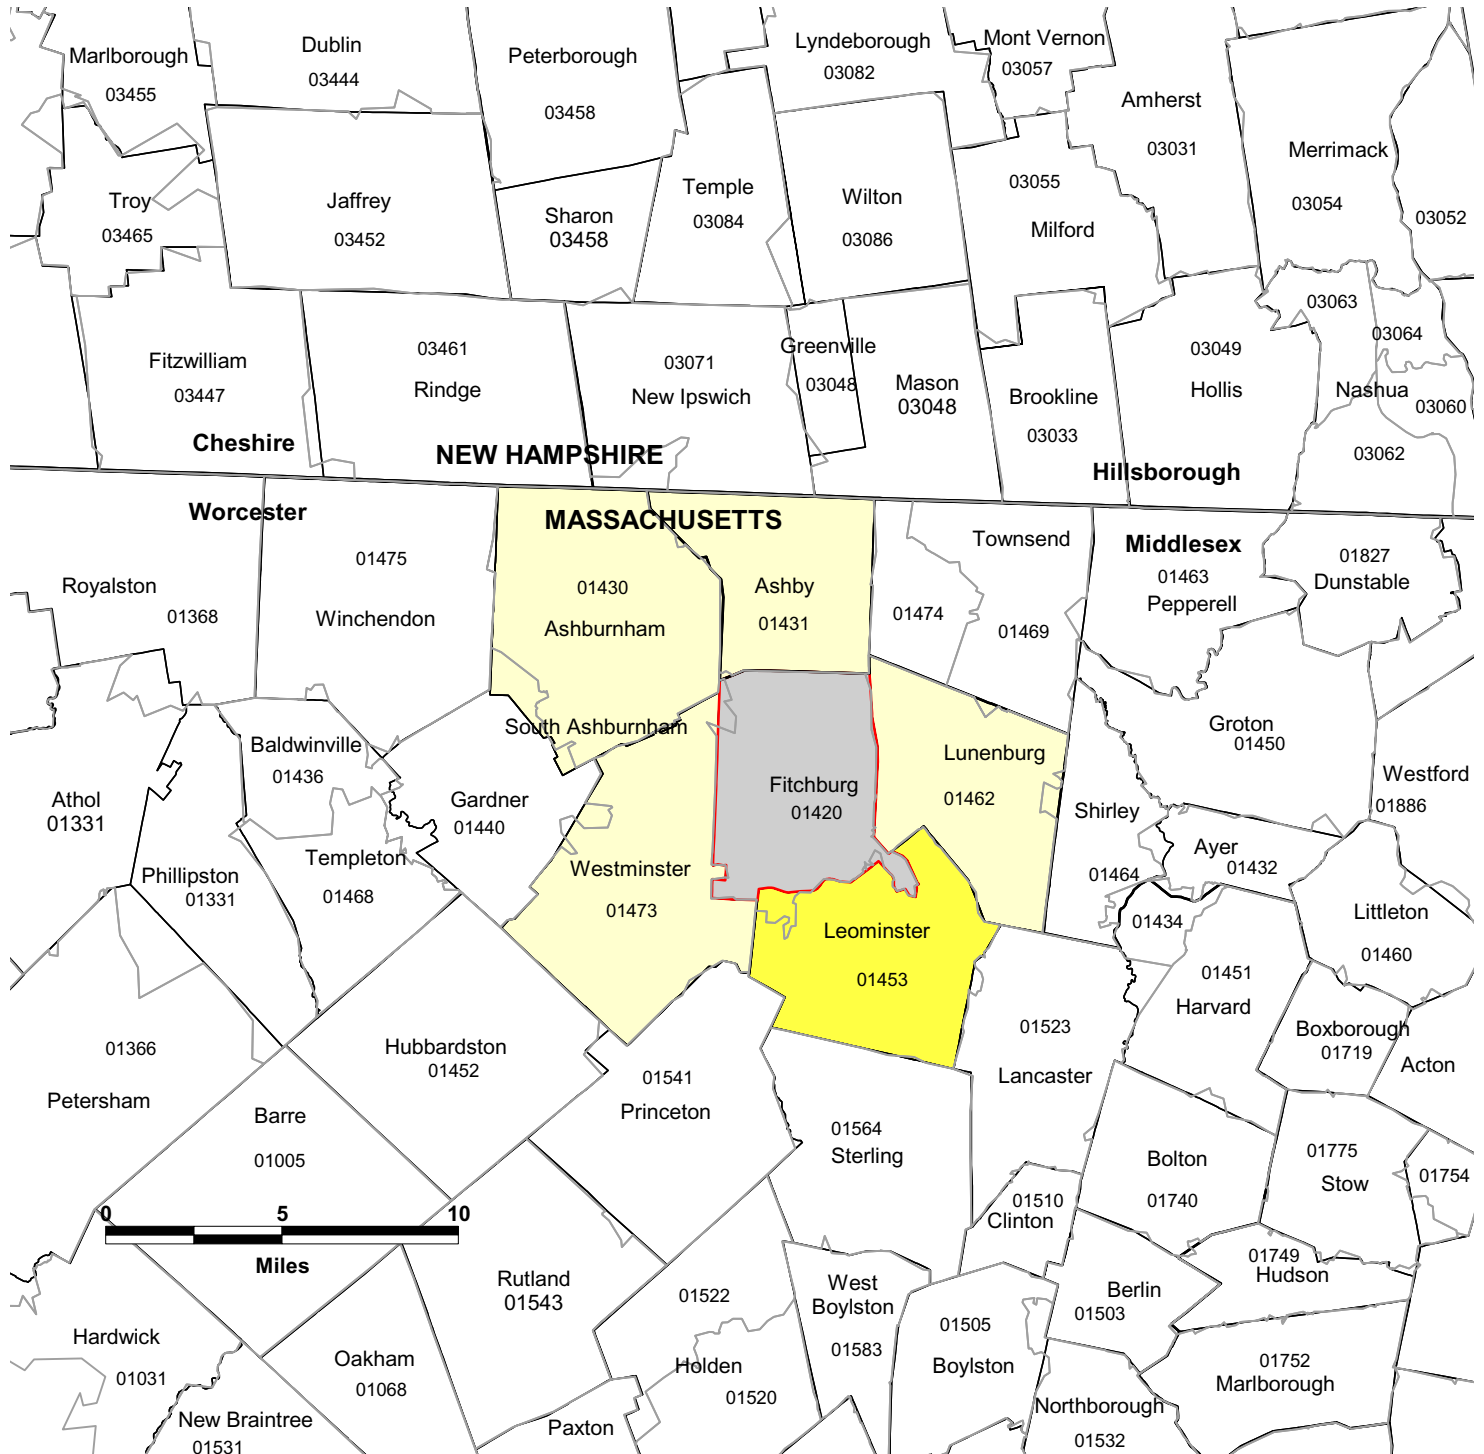 Marlborough
03455
Dublin
03444
Peterborough
03458
Lyndeborough
03082
Mont Vernon
03057
Amherst
03031
Merrimack
03054
03052
Troy
03465
Jaffrey
03452
Sharon
03458
Temple
03084
Wilton
03086
03055
Milford
03063
03064
Nashua
03060
03062
Fitzwilliam
03447
03461
Rindge
03071
New Ipswich
Greenville
03048
Mason
03048
Brookline
03033
03049
Hollis
Cheshire
NEW HAMPSHIRE
Hillsborough
Worcester
MASSACHUSETTS
Middlesex
Royalston
01368
01475
Winchendon
01430
Ashburnham
Ashby
01431
Townsend
01474
01469
01463
Pepperell
01827
Dunstable
South Ashburnham
Baldwinville
01436
Gardner
01440
Fitchburg
01420
Lunenburg
01462
Groton
01450
Westford
01886
Shirley
01464
Ayer
01432
Athol
01331
Phillipston
01331
Templeton
01468
Westminster
01473
Leominster
01453
01434
01451
Harvard
Littleton
01460
Boxborough
01719
Acton
01366
Petersham
Hubbardston
01452
01541
Princeton
01523
Lancaster
Barre
01005
01564
Sterling
Bolton
01740
01775
Stow
01754
01510
Clinton
0 5 10
Miles
Rutland
01543
01522
Holden
01520
West
Boylston
01583
01505
Boylston
Berlin
01503
01749
Hudson
01752
Marlborough
Hardwick
01031
New Braintree
01531
Oakham
01068
Paxton
Northborough
01532